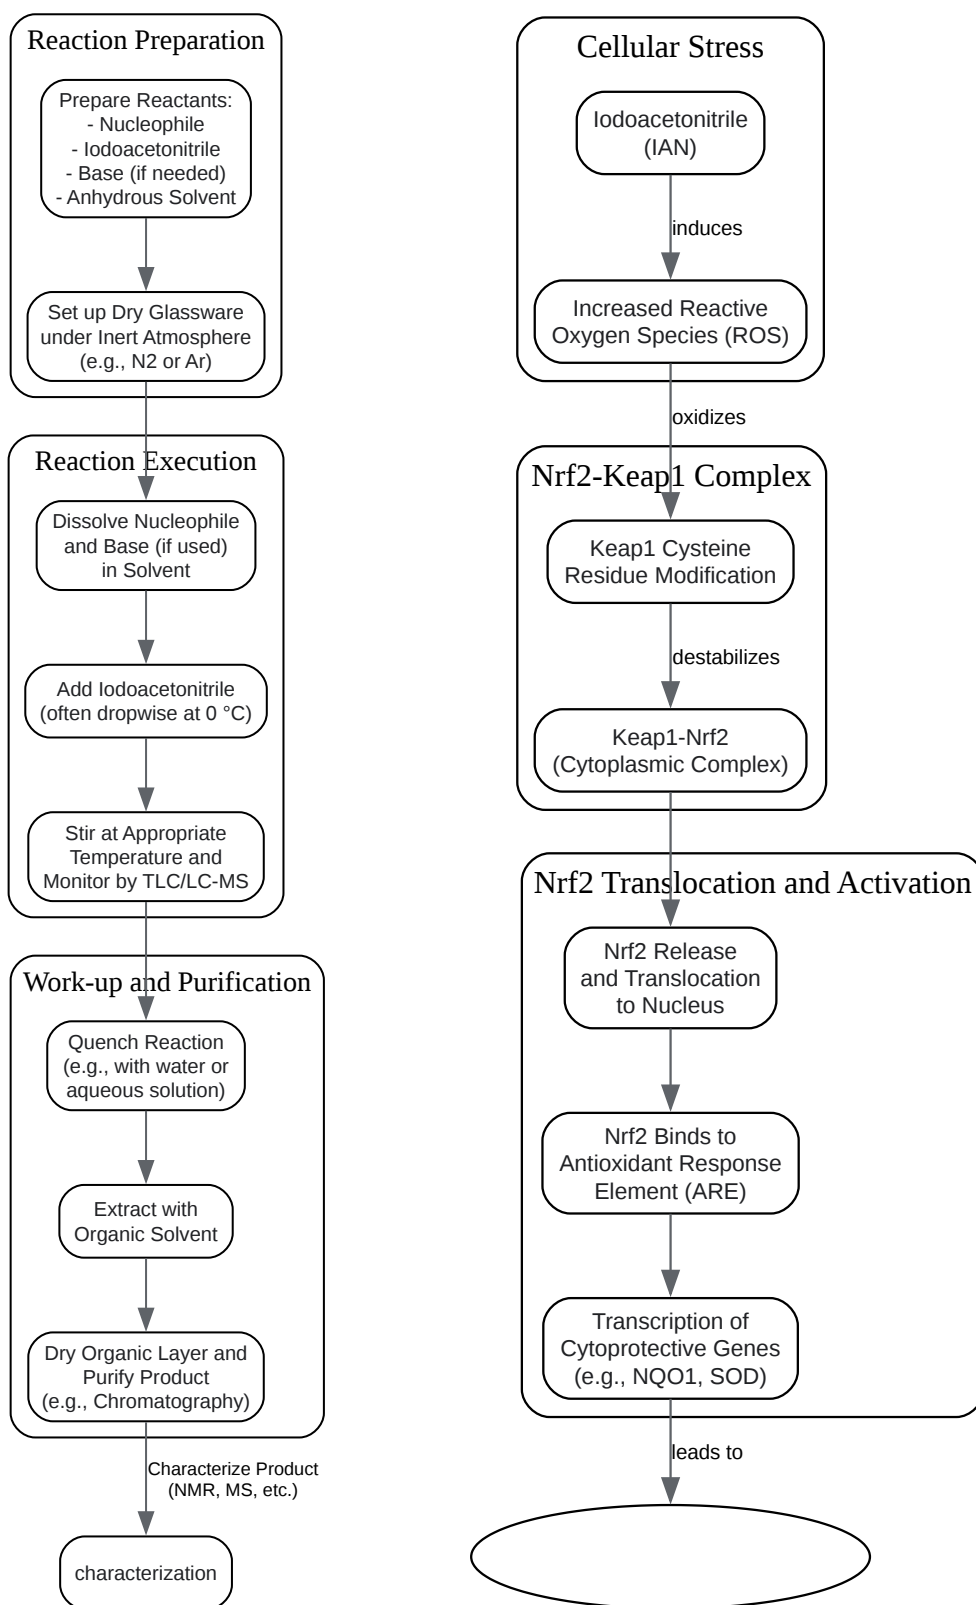 Reaction Preparation
Prepare Reactants:
- Nucleophile
- Iodoacetonitrile
- Base (if needed)
- Anhydrous Solvent
Set up Dry Glassware
under Inert Atmosphere
(e.g., N2 or Ar)
Reaction Execution
Dissolve Nucleophile
and Base (if used)
in Solvent
Add Iodoacetonitrile
(often dropwise at 0 °C)
Stir at Appropriate
Temperature and
Monitor by TLC/LC-MS
Work-up and Purification
Quench Reaction
(e.g., with water or
aqueous solution)
Extract with
Organic Solvent
Dry Organic Layer and
Purify Product
(e.g., Chromatography)
Characterize Product
(NMR, MS, etc.)
characterization
Cellular Stress
Iodoacetonitrile
(IAN)
induces
Increased Reactive
Oxygen Species (ROS)
oxidizes
Nrf2-Keap1 Complex
Keap1 Cysteine
Residue Modification
destabilizes
Keap1-Nrf2
(Cytoplasmic Complex)
Nrf2 Translocation and Activation
Nrf2 Release
and Translocation
to Nucleus
Nrf2 Binds to
Antioxidant Response
Element (ARE)
Transcription of
Cytoprotective Genes
(e.g., NQO1, SOD)
leads to